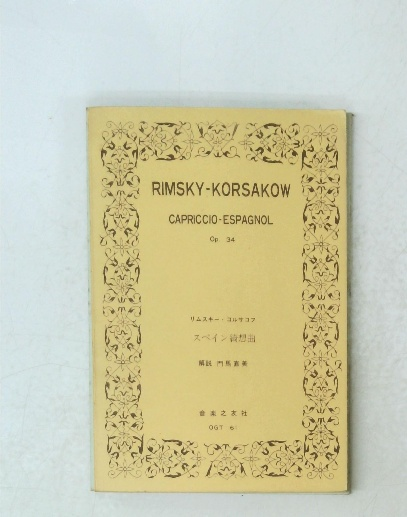 RIMSKY-KORSAKOW
CAPRICCIO-ESPAGNOL
Op. 34
リムスキー・コルサコフ
スペイン綺想曲
解説 門馬直美
音楽之友社
OGT 6